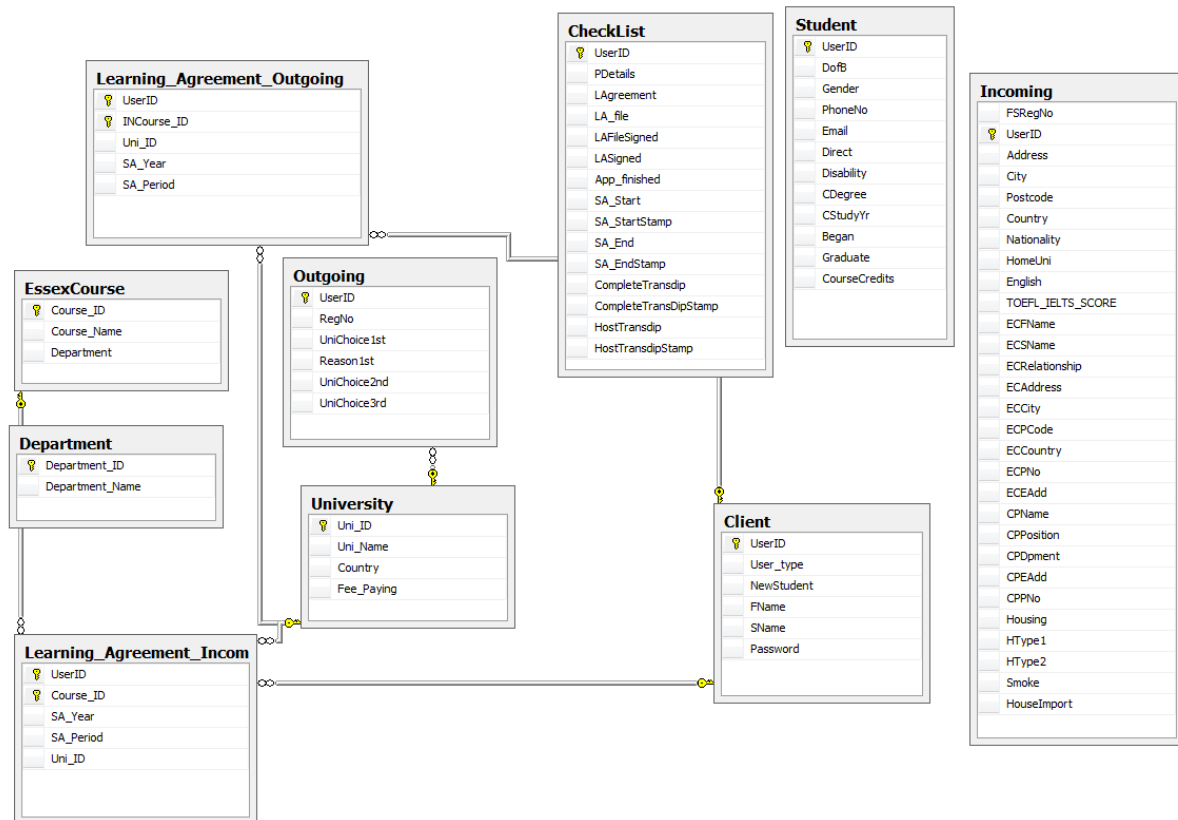 Learning_Agreement_Outgoing
UserID
INCourse_ID
Uni_ID
SA_Year
SA_Period
CheckList
UserID
PDetails
LAgreement
LA_file
LAFileSigned
LASigned
App_finished
SA_Start
SA_StartStamp
SA_End
SA_EndStamp
CompleteTransdip
CompleteTransDipStamp
HostTransdip
HostTransdipStamp
Student
UserID
DofB
Gender
PhoneNo
Email
Direct
Disability
CDegree
CStudyYr
Began
Graduate
CourseCredits
Incoming
FSRegNo
UserID
Address
City
Postcode
Country
Nationality
HomeUni
English
TOEFL_IELTS_SCORE
ECFName
ECSName
ECRelationship
ECAddress
ECCity
ECPCode
ECCountry
ECPNo
ECEAdd
CPName
CPPosition
CPDpment
CPEAdd
CPPNo
Housing
HType1
HType2
Smoke
HouseImport
EssexCourse
Course_ID
Course_Name
Department
Outgoing
UserID
RegNo
UniChoice1st
Reason1st
UniChoice2nd
UniChoice3rd
Department
Department_ID
Department_Name
University
Uni_ID
Uni_Name
Country
Fee_Paying
Client
UserID
User_type
NewStudent
FName
SName
Password
Learning_Agreement_Incom
UserID
Course_ID
SA_Year
SA_Period
Uni_ID